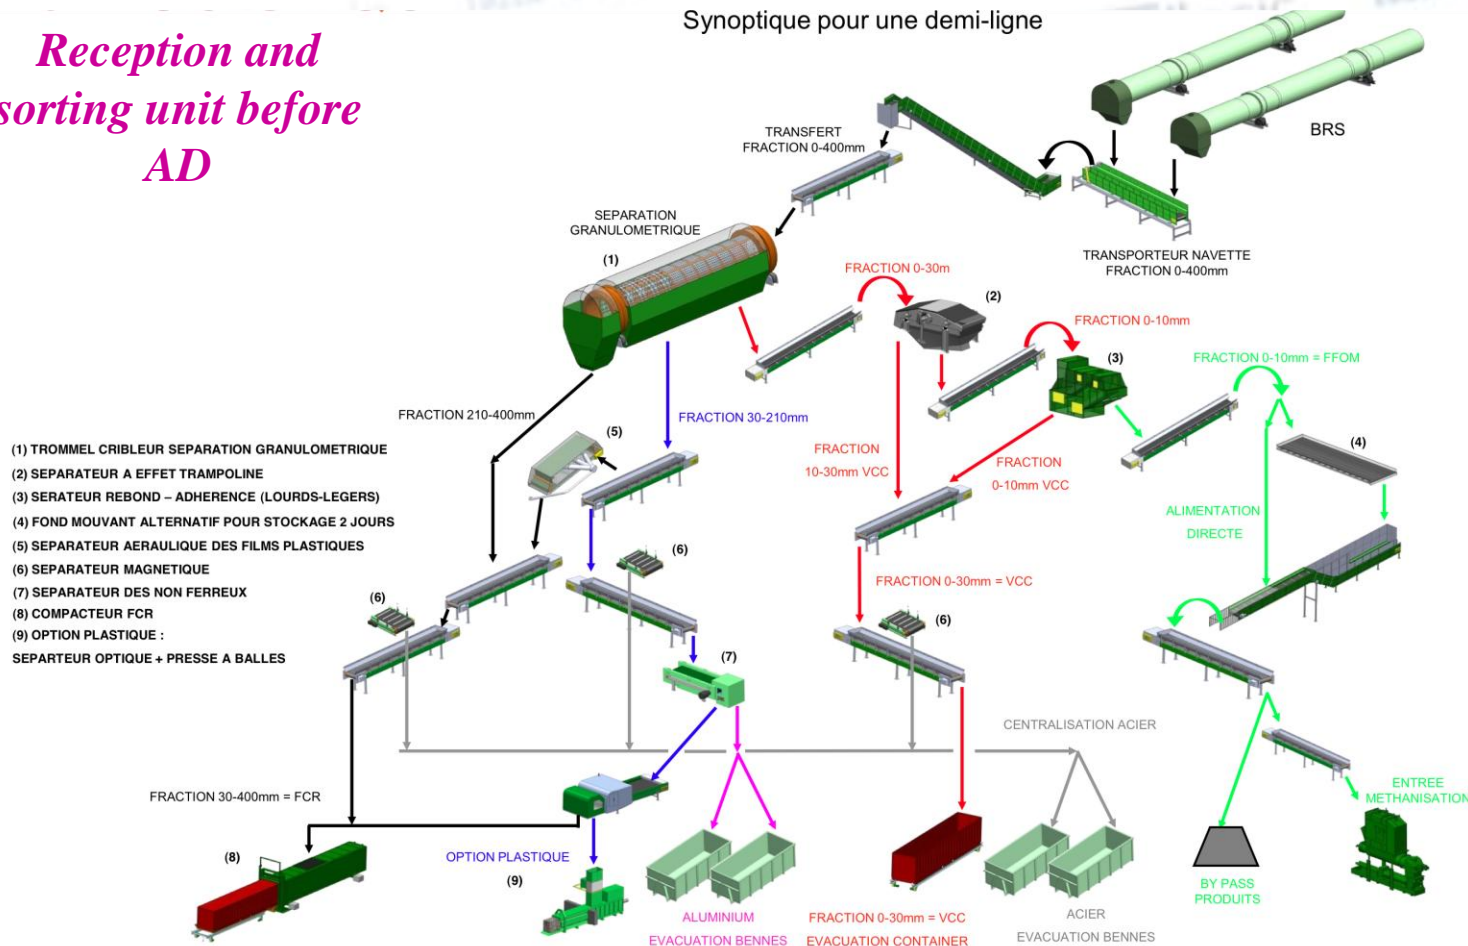 Synoptique pour une demi-ligne
Reception and
sorting unit before
AD
BRS
TRANSFERT
FRACTION 0-400mm
TRANSPORTEUR NAVETTE
FRACTION 0-400mm
SEPARATION
GRANULOMETRIQUE
(1)
FRACTION 0-30m
(2)
FRACTION 0-10mm
(3)
FRACTION 0-10mm = FFOM
(4)
FRACTION 210-400mm
FRACTION 30-210mm
(5)
FRACTION
10-30mm VCC
FRACTION
0-10mm VCC
ALIMENTATION
DIRECTE
(1) TROMMEL CRIBLEUR SEPARATION GRANULOMETRIQUE
(2) SEPARATEUR A EFFET TRAMPOLINE
(3) SERATEUR REBOND – ADHERENCE (LOURDS-LEGERS)
(4) FOND MOUVANT ALTERNATIF POUR STOCKAGE 2 JOURS
(5) SEPARATEUR AERAULIQUE DES FILMS PLASTIQUES
(6) SEPARATEUR MAGNETIQUE
(7) SEPARATEUR DES NON FERREUX
(8) COMPACTEUR FCR
(9) OPTION PLASTIQUE :
SEPARTEUR OPTIQUE + PRESSE A BALLES
(6)
(6)
FRACTION 0-30mm = VCC
(6)
(7)
CENTRALISATION ACIER
FRACTION 30-400mm = FCR
ENTREE
METHANISATION
(8)
OPTION PLASTIQUE
(9)
ALUMINIUM
EVACUATION BENNES
FRACTION 0-30mm = VCC
EVACUATION CONTAINER
ACIER
EVACUATION BENNES
BY PASS
PRODUITS